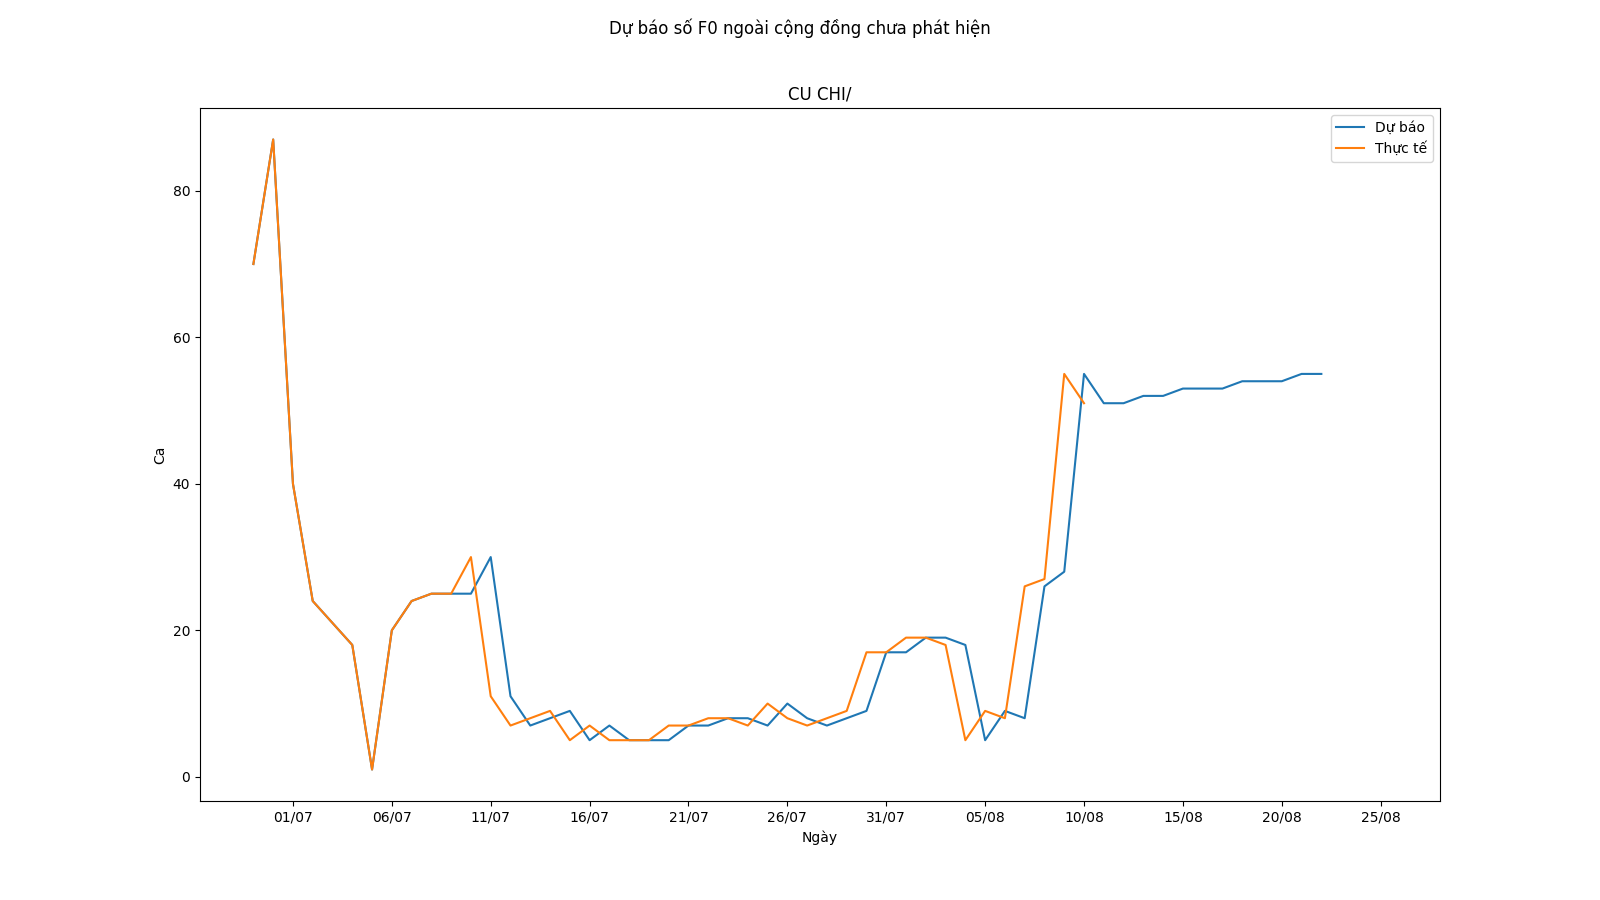 Dự báo số F0 ngoài cộng đồng chưa phát hiện
CU CHI/
Dự báo
Thực tế
80
60
40
20
0
Ca
01/07 06/07 11/07 16/07 21/07 26/07 31/07 05/08 10/08 15/08 20/08 25/08
Ngày